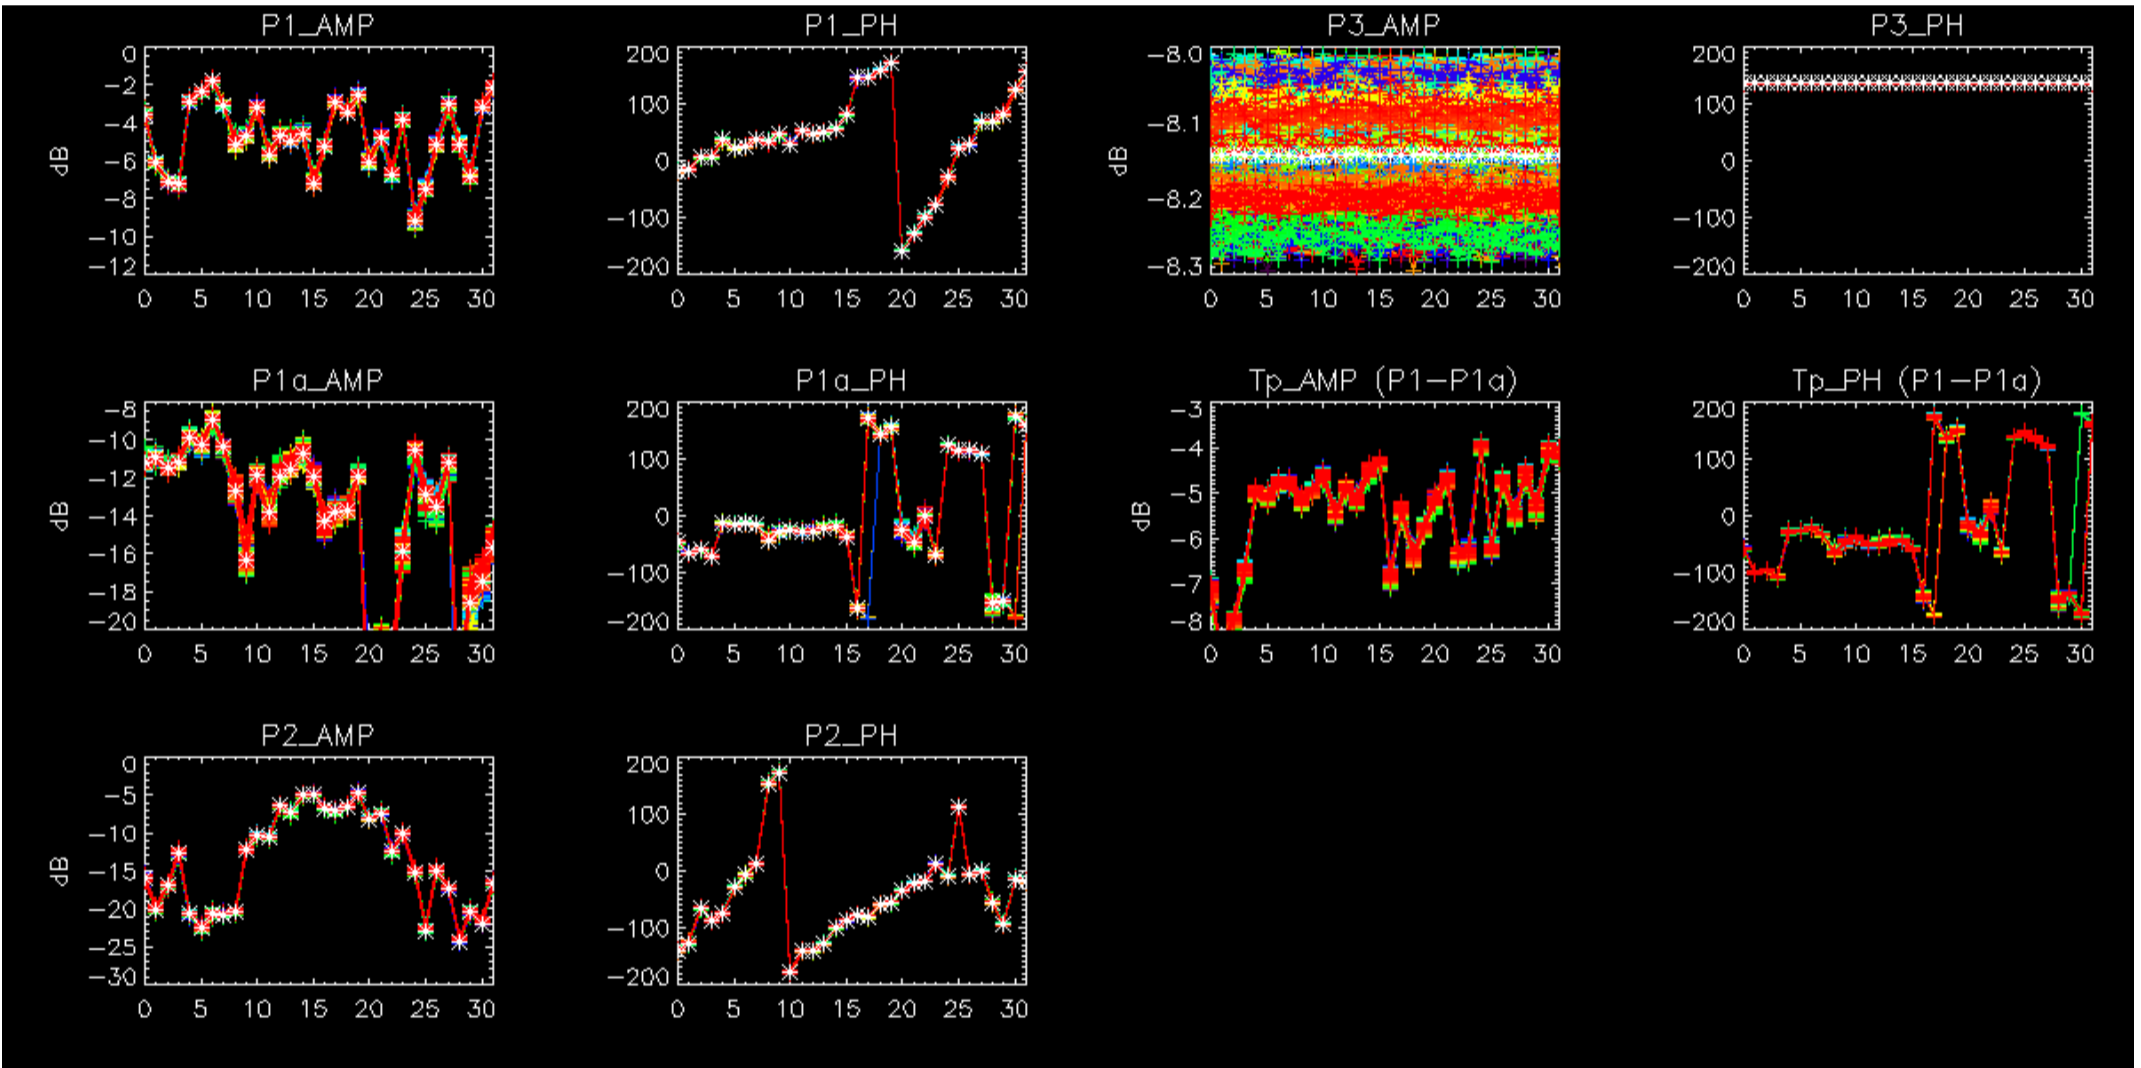 P1_AMP
0
−2
−4
−6
−8
−10
−12
dB
0 5 10 15 20 25 30
P1_PH
200
100
0
−100
−200
0 5 10 15 20 25 30
P3_AMP
−8.0
−8.1
−8.2
−8.3
dB
0 5 10 15 20 25 30
P3_PH
200
100
0
−100
−200
0 5 10 15 20 25 30
P1a_AMP
−8
−10
−12
−14
−16
−18
−20
dB
0 5 10 15 20 25 30
P1a_PH
200
100
0
−100
−200
0 5 10 15 20 25 30
Tp_AMP (P1−P1a)
−3
−4
−5
−6
−7
−8
dB
0 5 10 15 20 25 30
Tp_PH (P1−P1a)
200
100
0
−100
−200
0 5 10 15 20 25 30
P2_AMP
0
−5
−10
−15
−20
−25
−30
dB
0 5 10 15 20 25 30
P2_PH
200
100
0
−100
−200
0 5 10 15 20 25 30